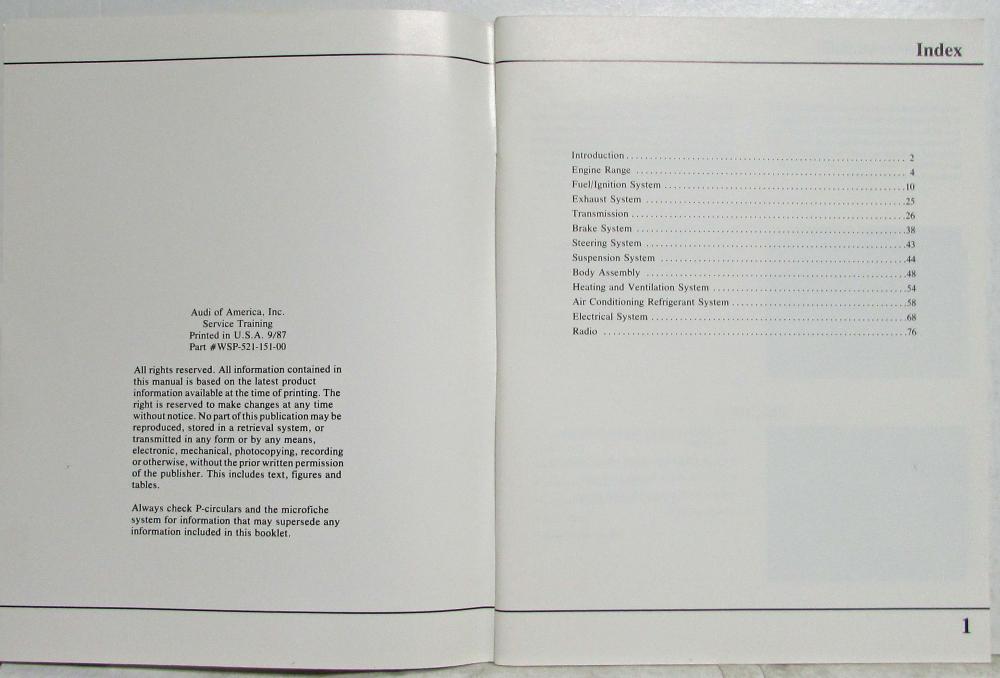 Audi of America, Inc.
Service Training
Printed in U.S.A. 9/87
Part #WSP-521-151-00
All rights reserved. All information contained in
this manual is based on the latest product
information available at the time of printing. The
right is reserved to make changes at any time
without notice. No part of this publication may be
reproduced, stored in a retrieval system, or
transmitted in any form or by any means,
electronic, mechanical, photocopying, recording
or otherwise, without the prior written permission
of the publisher. This includes text, figures and
tables.
Always check P-circulars and the microfiche
system for information that may supersede any
information included in this booklet.
Index
Introduction . . . . . . . . . . 2
Engine Range . . . . . . . . . . 4
Fuel/Ignition System . . . . . . . . . . 10
Exhaust System . . . . . . . . . . 25
Transmission . . . . . . . . . . 26
Brake System . . . . . . . . . . 38
Steering System . . . . . . . . . . 43
Suspension System . . . . . . . . . . 44
Body Assembly . . . . . . . . . . 48
Heating and Ventilation System . . . . . . . . . . 54
Air Conditioning Refrigerant System . . . . . . . . . . 58
Electrical System . . . . . . . . . . 68
Radio . . . . . . . . . . 76
1